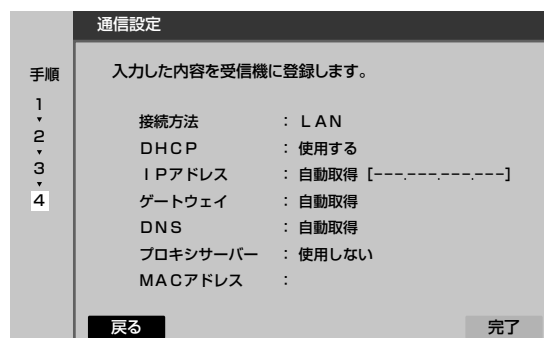 通信設定
手順
1
2
3
4
入力した内容を受信機に登録します。
接続方法 : LAN
DHCP : 使用する
IPアドレス : 自動取得 [---.---.---.---]
ゲートウェイ : 自動取得
DNS : 自動取得
プロキシサーバー : 使用しない
MACアドレス :
戻る 完了